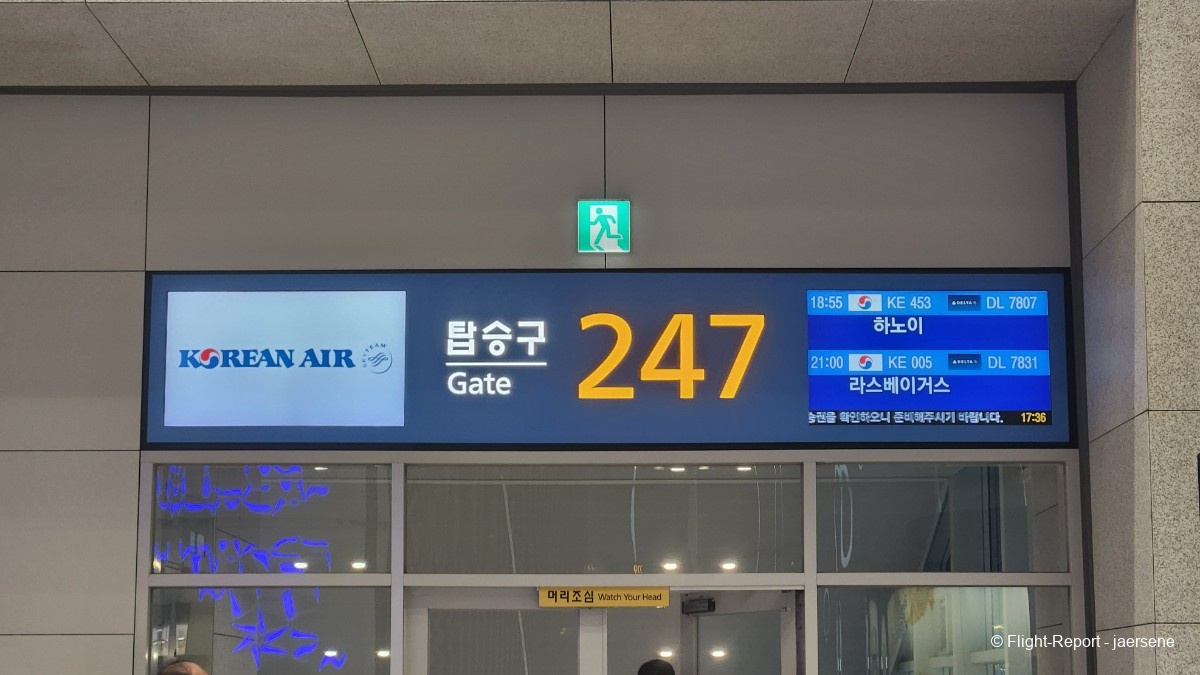 KOREAN AIR
SKYTEAM
탑승구
Gate
247
18:55 KE 453 DELTA DL 7807
하노이
21:00 KE 005 DELTA DL 7831
라스베이거스
승권을 확인하오니 준비해주시기 바랍니다. 17:36
머리조심 Watch Your Head
© Flight-Report - jaersene